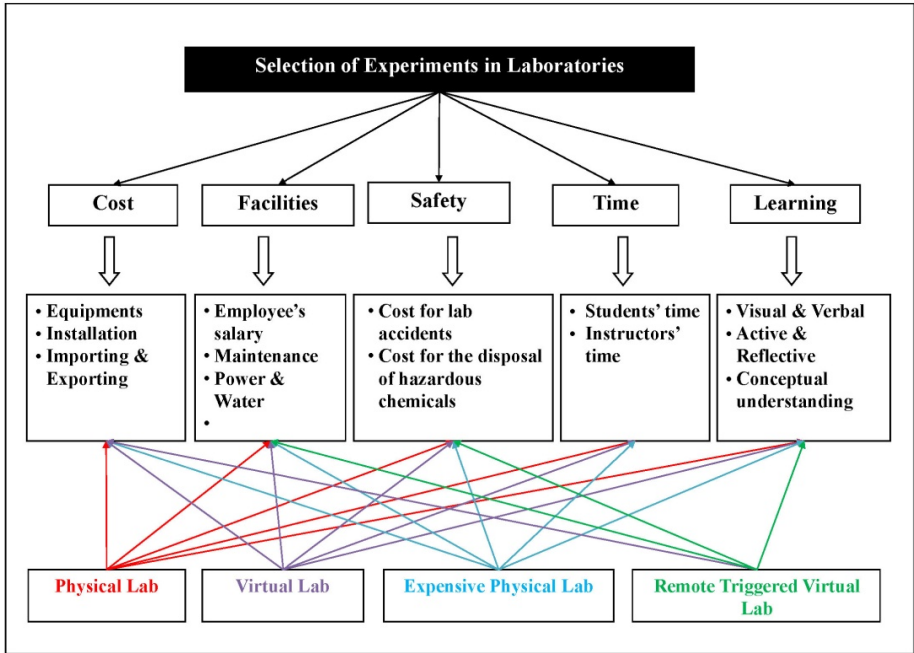 Selection of Experiments in Laboratories
Cost
Facilities
Safety
Time
Learning
• Equipments
• Installation
• Importing &
Exporting
• Employee's
salary
• Maintenance
• Power &
Water
•
• Cost for lab
accidents
• Cost for the disposal
of hazardous
chemicals
• Students' time
• Instructors'
time
• Visual & Verbal
• Active &
Reflective
• Conceptual
understanding
Physical Lab
Virtual Lab
Expensive Physical Lab
Remote Triggered Virtual
Lab